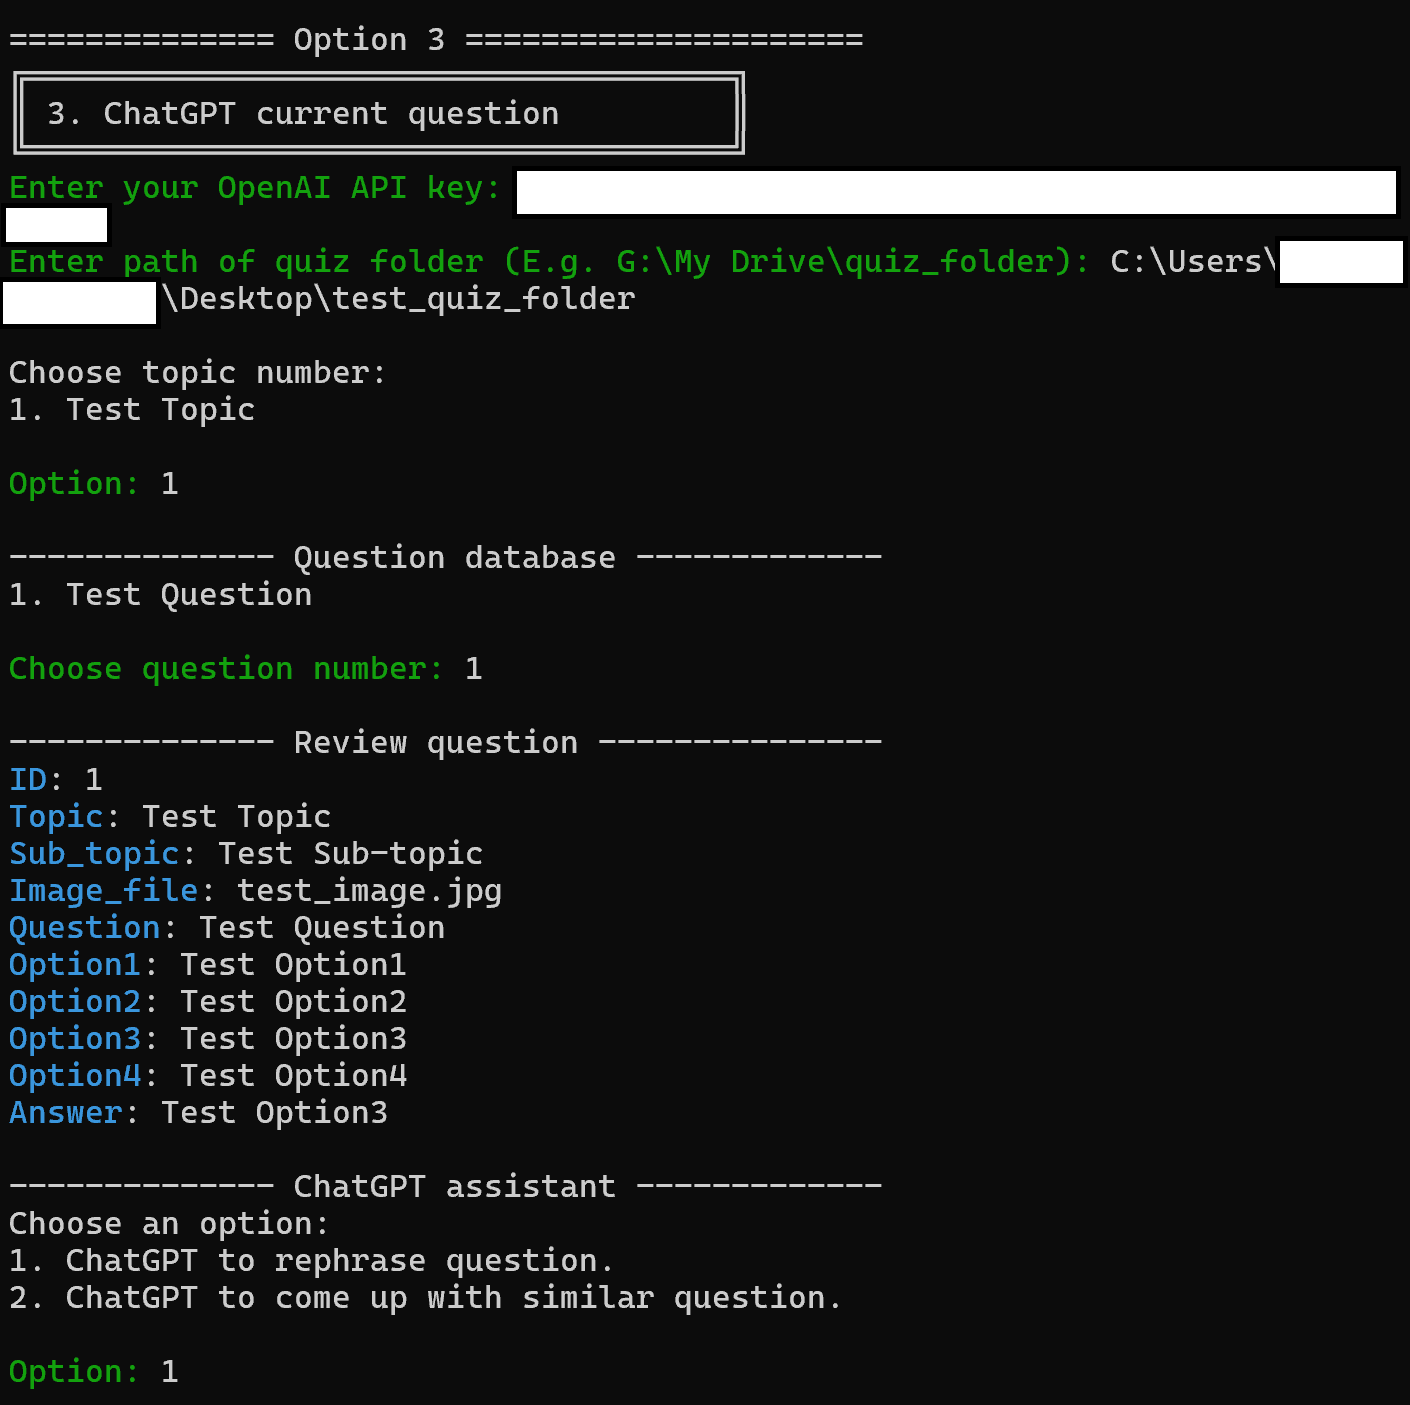 ============== Option 3 =====================
3. ChatGPT current question
Enter your OpenAI API key:
Enter path of quiz folder (E.g. G:\My Drive\quiz_folder): C:\Users\
\Desktop\test_quiz_folder
Choose topic number:
1. Test Topic
Option: 1
-------------- Question database -------------
1. Test Question
Choose question number: 1
-------------- Review question ---------------
ID: 1
Topic: Test Topic
Sub_topic: Test Sub-topic
Image_file: test_image.jpg
Question: Test Question
Option1: Test Option1
Option2: Test Option2
Option3: Test Option3
Option4: Test Option4
Answer: Test Option3
-------------- ChatGPT assistant -------------
Choose an option:
1. ChatGPT to rephrase question.
2. ChatGPT to come up with similar question.
Option: 1